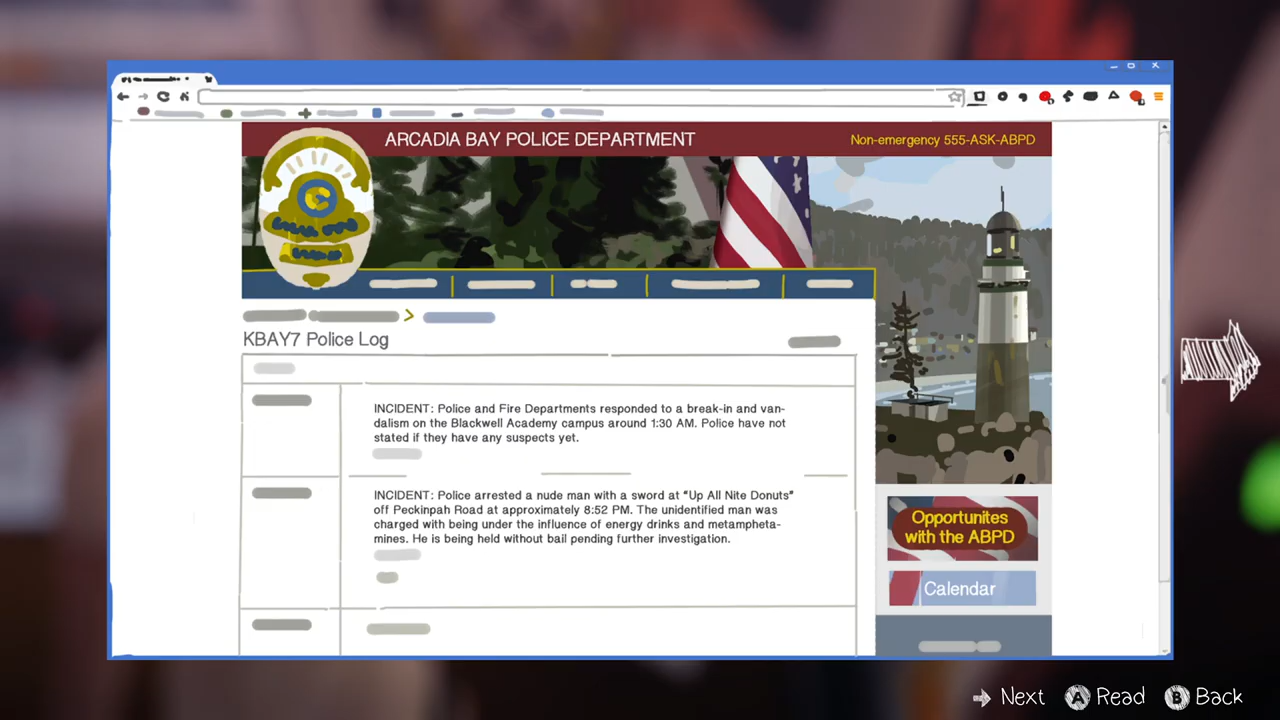 ARCADIA BAY POLICE DEPARTMENT
Non-emergency 555-ASK-ABPD
KBAY7 Police Log
INCIDENT: Police and Fire Departments responded to a break-in and van-
dalism on the Blackwell Academy campus around 1:30 AM. Police have not
stated if they have any suspects yet.
INCIDENT: Police arrested a nude man with a sword at “Up All Nite Donuts”
off Peckinpah Road at approximately 8:52 PM. The unidentified man was
charged with being under the influence of energy drinks and metampheta-
mines. He is being held without bail pending further investigation.
Opportunites
with the ABPD
Calendar
Next
A Read
B Back